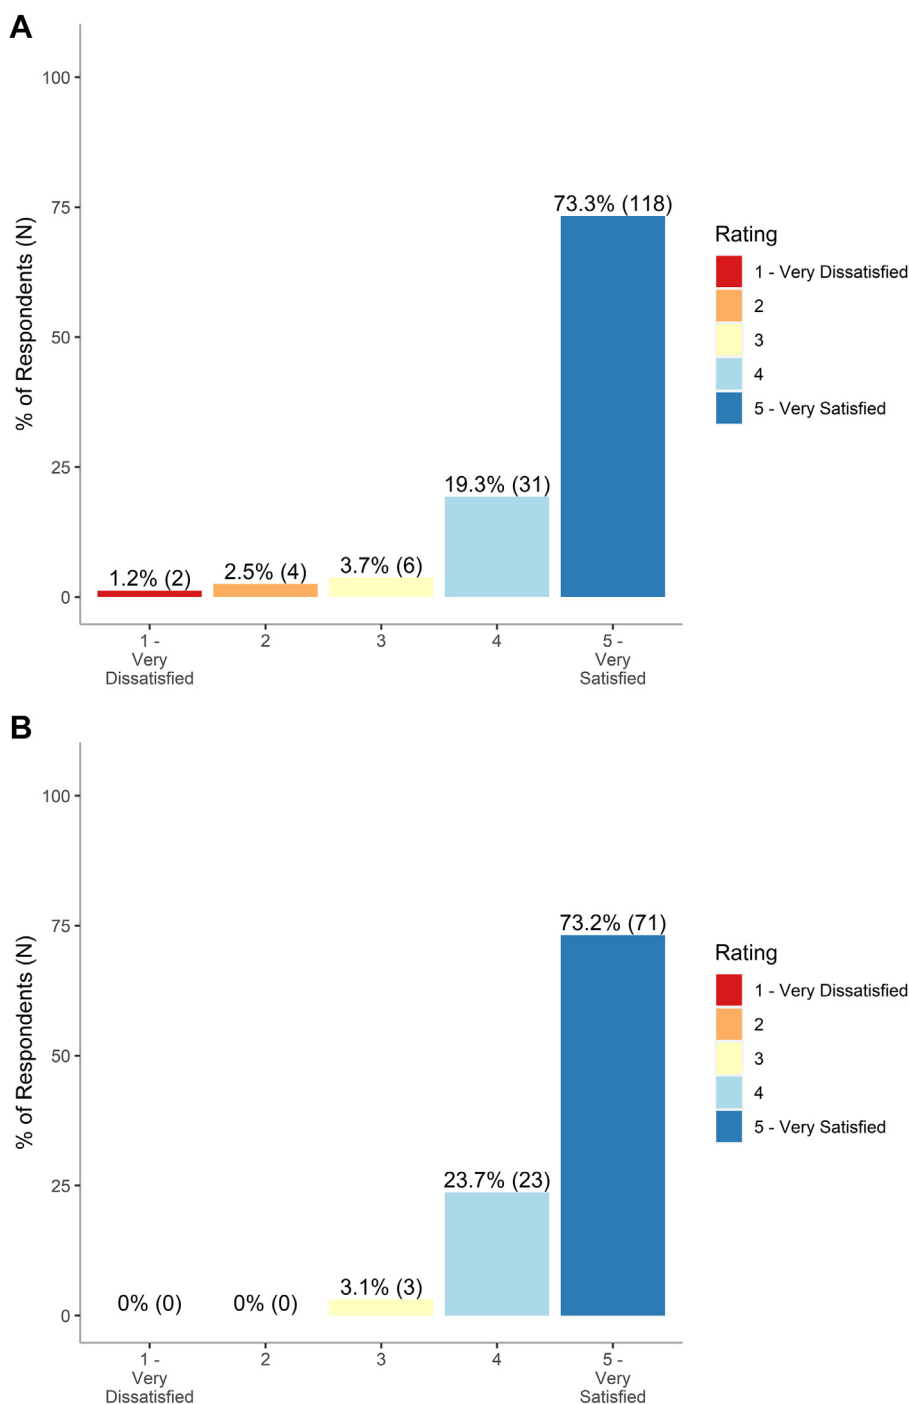 A
100
75
50
25
0
% of Respondents (N)
1.2% (2)
2.5% (4)
3.7% (6)
19.3% (31)
73.3% (118)
1 -
Very
Dissatisfied
2
3
4
5 -
Very
Satisfied
Rating
1 - Very Dissatisfied
2
3
4
5 - Very Satisfied
B
100
75
50
25
0
% of Respondents (N)
0% (0)
0% (0)
3.1% (3)
23.7% (23)
73.2% (71)
1 -
Very
Dissatisfied
2
3
4
5 -
Very
Satisfied
Rating
1 - Very Dissatisfied
2
3
4
5 - Very Satisfied